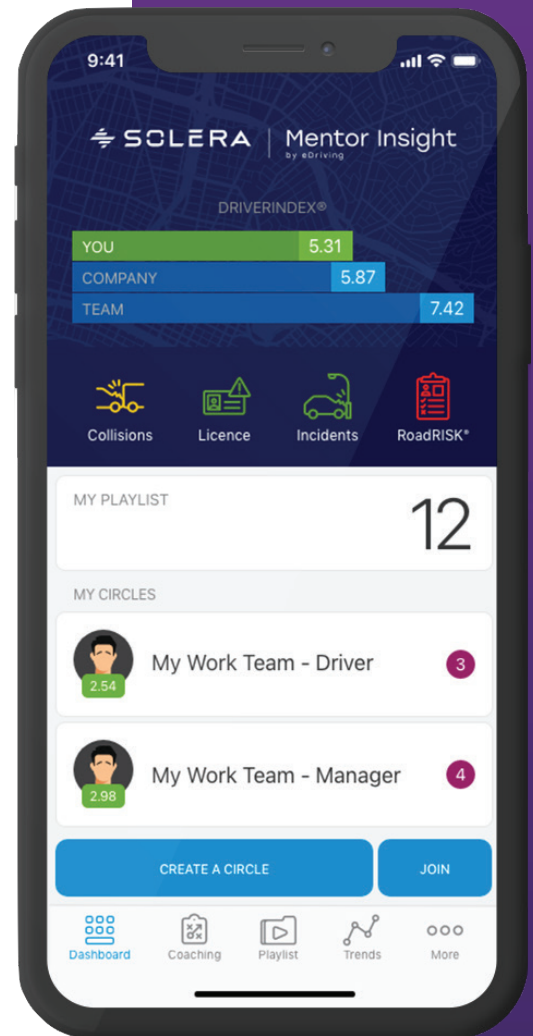 9:41
SOLERA | Mentor Insight
by eDriving
DRIVERINDEX®
YOU 5.31
COMPANY 5.87
TEAM 7.42
Collisions Licence Incidents RoadRISK®
MY PLAYLIST
12
MY CIRCLES
My Work Team - Driver 3
2.54
My Work Team - Manager 4
2.98
CREATE A CIRCLE JOIN
Dashboard Coaching Playlist Trends More